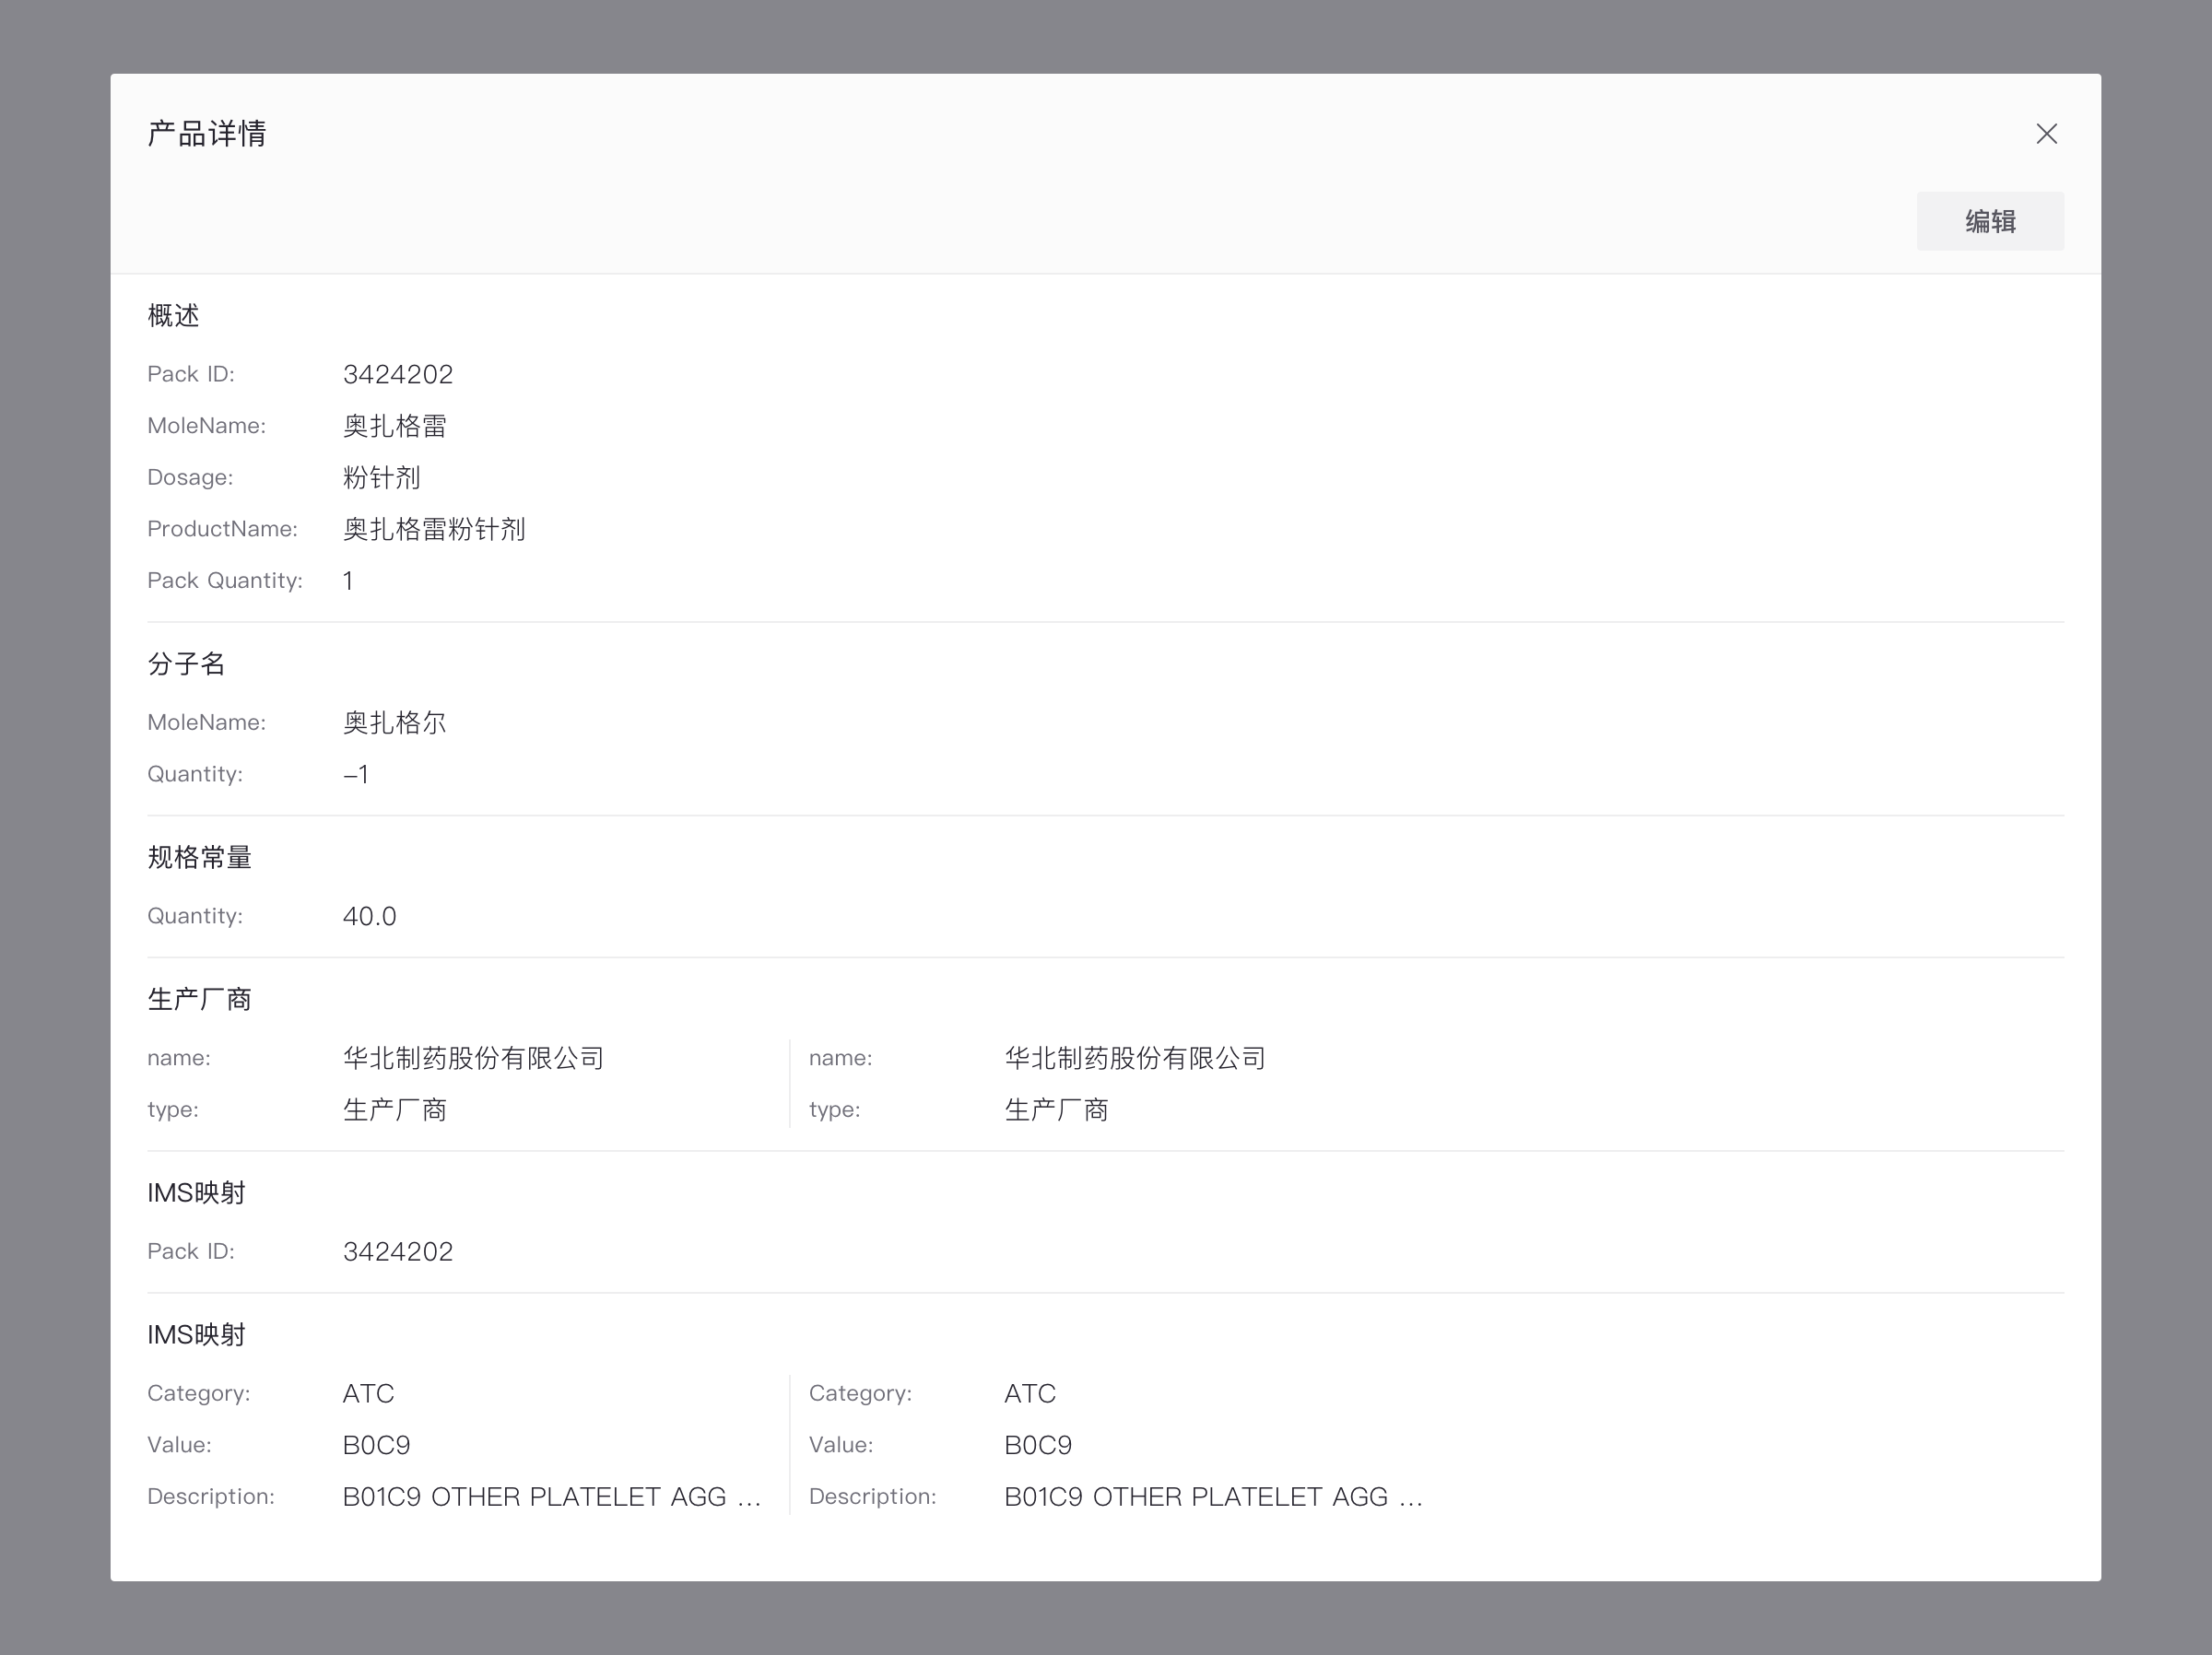 产品详情
编辑
概述
Pack ID: 3424202
MoleName: 奥扎格雷
Dosage: 粉针剂
ProductName: 奥扎格雷粉针剂
Pack Quantity: 1
分子名
MoleName: 奥扎格尔
Quantity: –1
规格常量
Quantity: 40.0
生产厂商
name: 华北制药股份有限公司 name: 华北制药股份有限公司
type: 生产厂商 type: 生产厂商
IMS映射
Pack ID: 3424202
IMS映射
Category: ATC Category: ATC
Value: B0C9 Value: B0C9
Description: B01C9 OTHER PLATELET AGG ... Description: B01C9 OTHER PLATELET AGG ...